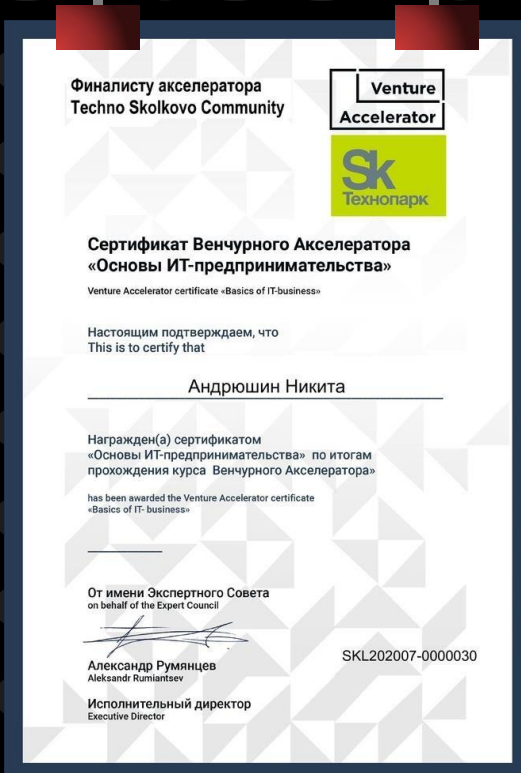 Финалисту акселератора
Techno Skolkovo Community
Venture
Accelerator
Sk
Технопарк
Сертификат Венчурного Акселератора
«Основы ИТ-предпринимательства»
Venture Accelerator certificate «Basics of IT-business»
Настоящим подтверждаем, что
This is to certify that
Андрюшин Никита
Награжден(а) сертификатом
«Основы ИТ-предпринимательства» по итогам
прохождения курса Венчурного Акселератора»
has been awarded the Venture Accelerator certificate
«Basics of IT- business»
От имени Экспертного Совета
on behalf of the Expert Council
Александр Румянцев
Aleksandr Rumiantsev
SKL202007-0000030
Исполнительный директор
Executive Director